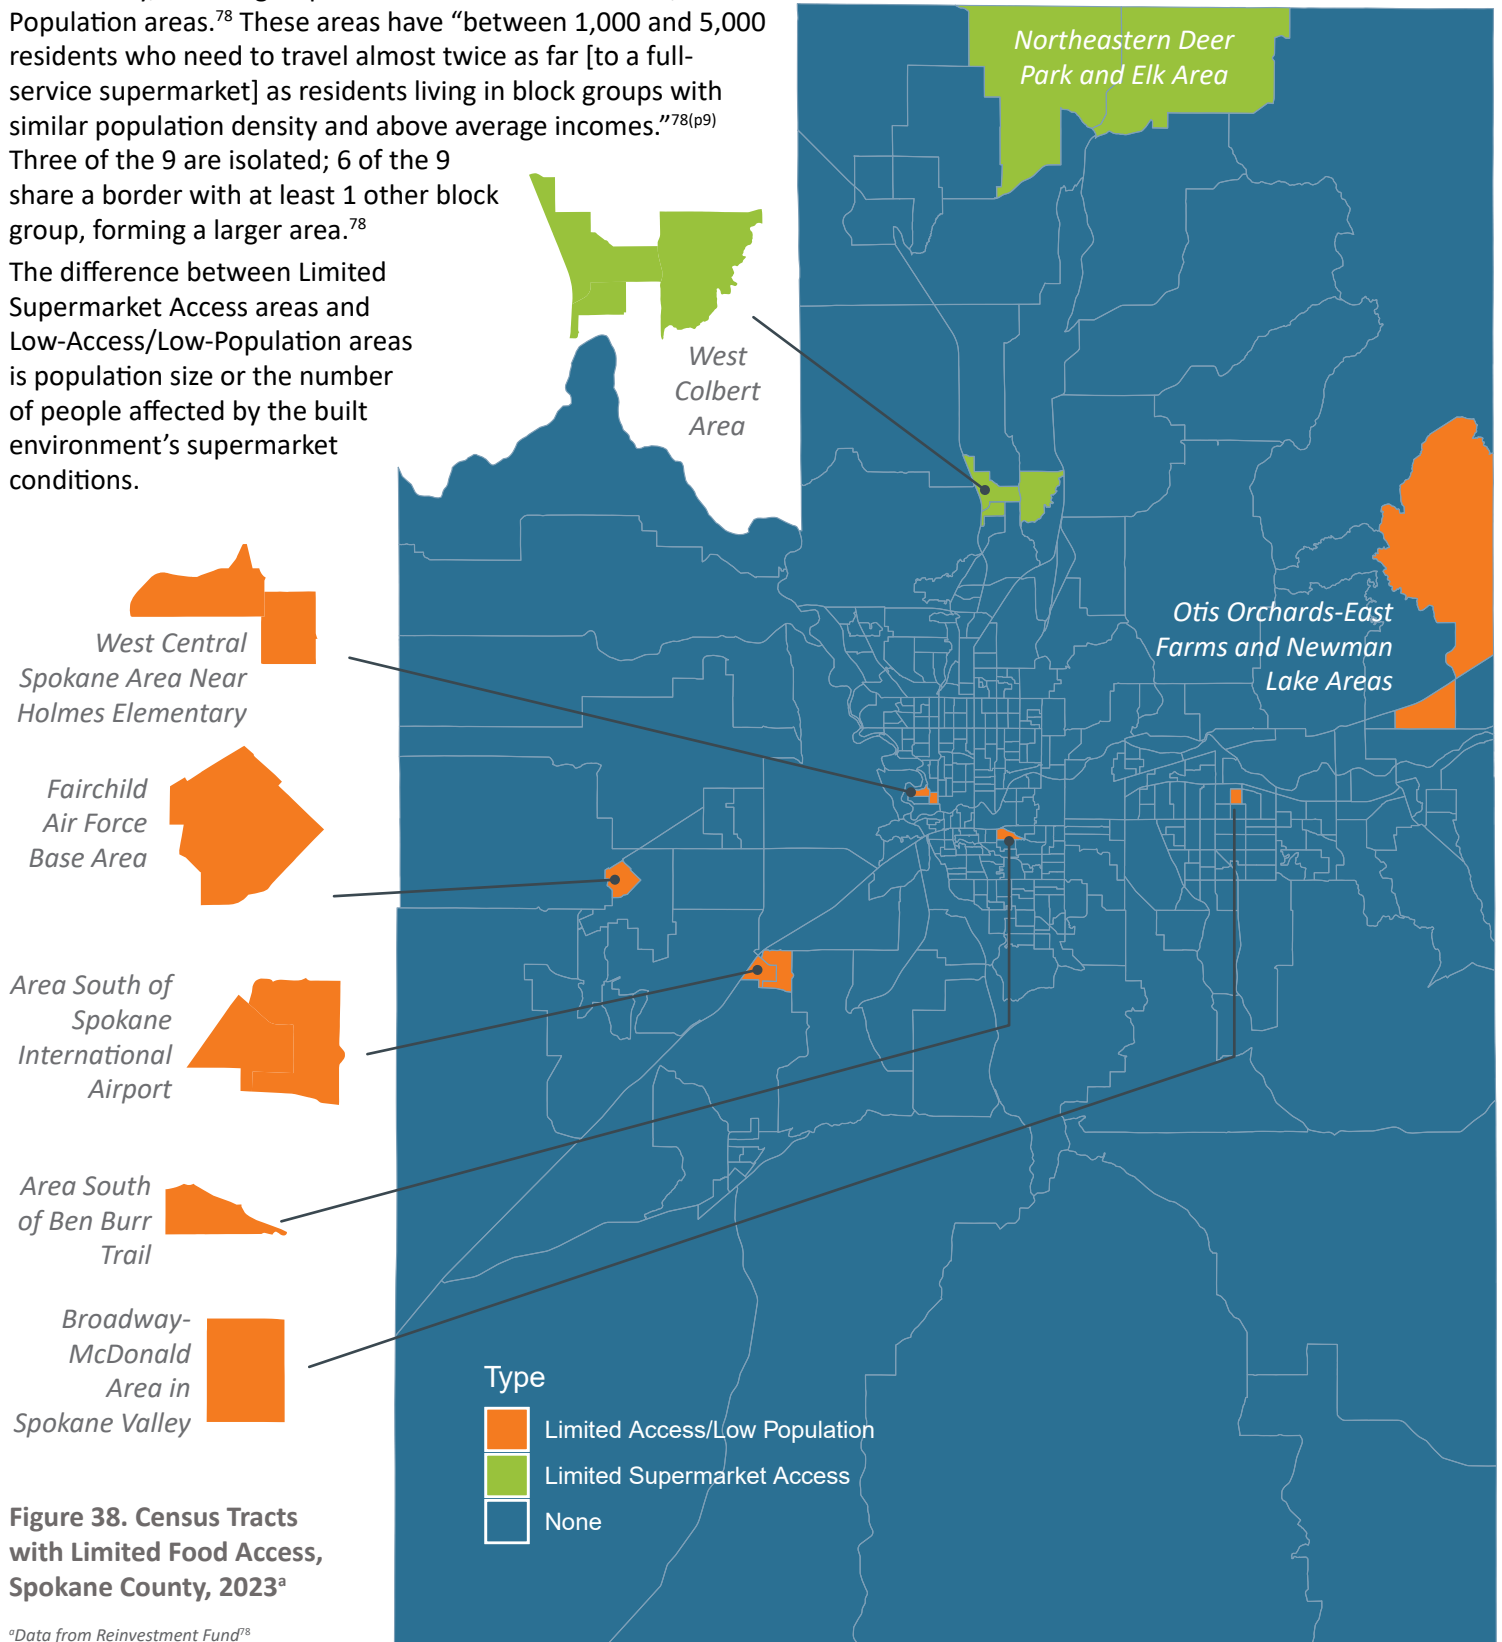 Population areas.78 These areas have “between 1,000 and 5,000
residents who need to travel almost twice as far [to a full-
service supermarket] as residents living in block groups with
similar population density and above average incomes.”78(p9)
Three of the 9 are isolated; 6 of the 9
share a border with at least 1 other block
group, forming a larger area.78
The difference between Limited
Supermarket Access areas and
Low-Access/Low-Population areas
is population size or the number
of people affected by the built
environment’s supermarket
conditions.
Northeastern Deer
Park and Elk Area
West
Colbert
Area
Otis Orchards-East
Farms and Newman
Lake Areas
West Central
Spokane Area Near
Holmes Elementary
Fairchild
Air Force
Base Area
Area South of
Spokane
International
Airport
Area South
of Ben Burr
Trail
Broadway-
McDonald
Area in
Spokane Valley
Type
Limited Access/Low Population
Limited Supermarket Access
None
Figure 38. Census Tracts
with Limited Food Access,
Spokane County, 2023a
aData from Reinvestment Fund78